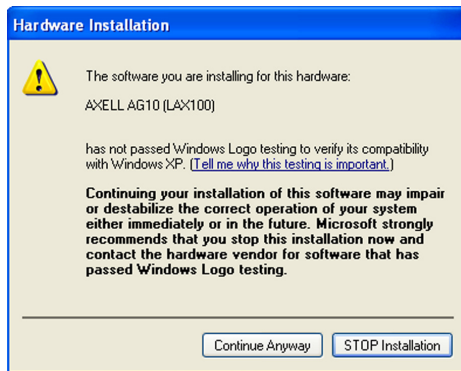 Hardware Installation
The software you are installing for this hardware:
AXELL AG10 (LAX100)
has not passed Windows Logo testing to verify its compatibility
with Windows XP. (Tell me why this testing is important.)
Continuing your installation of this software may impair
or destabilize the correct operation of your system
either immediately or in the future. Microsoft strongly
recommends that you stop this installation now and
contact the hardware vendor for software that has
passed Windows Logo testing.
Continue Anyway
STOP Installation